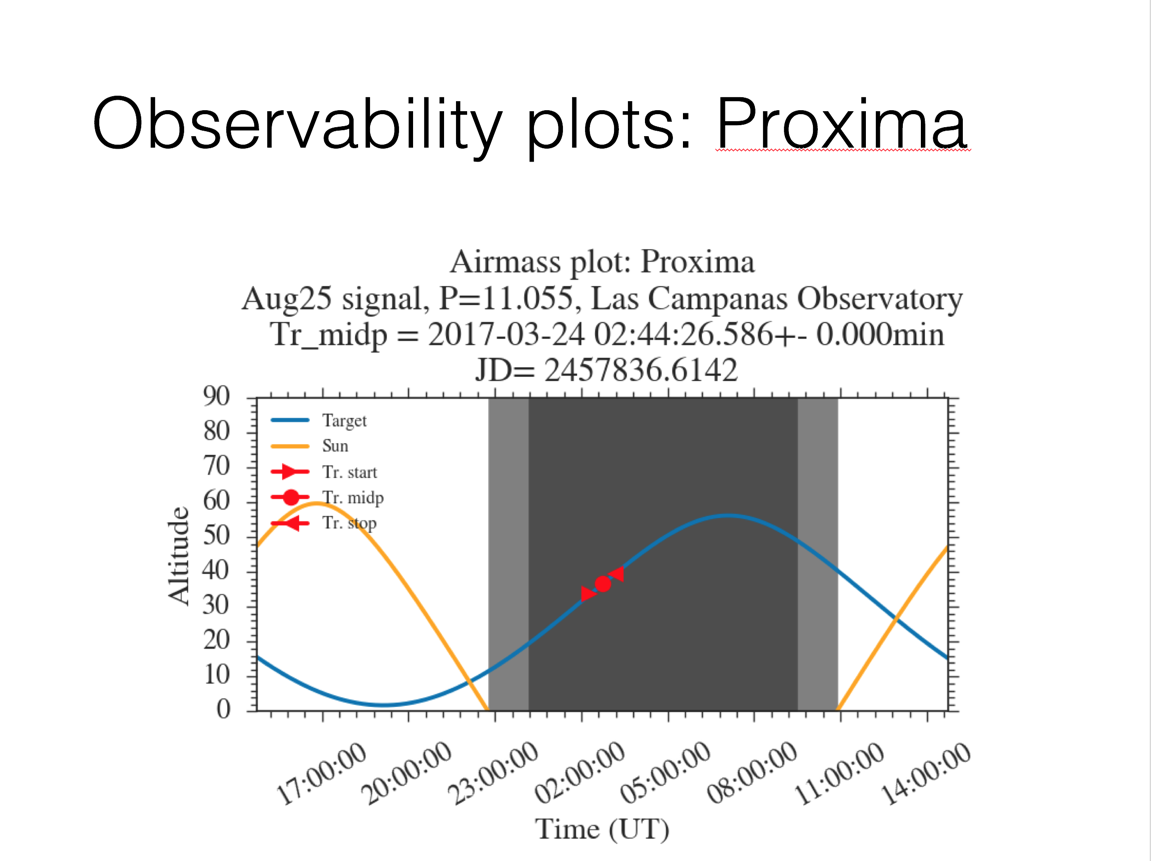 Observability plots: Proxima
Airmass plot: Proxima
Aug25 signal, P=11.055, Las Campanas Observatory
Tr_midp = 2017-03-24 02:44:26.586+- 0.000min
JD= 2457836.6142
90
80
70
60
50
40
30
20
10
0
Altitude
Target
Sun
Tr. start
Tr. midp
Tr. stop
17:00:00 20:00:00 23:00:00 02:00:00 05:00:00 08:00:00 11:00:00 14:00:00
Time (UT)